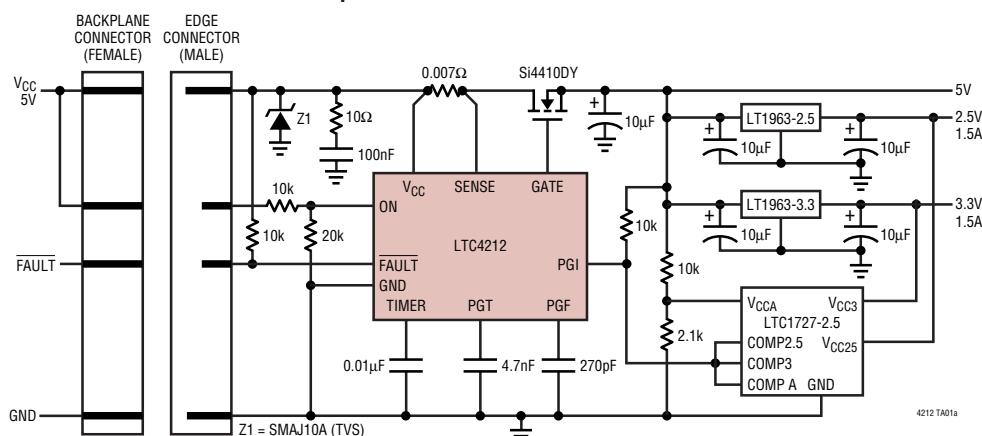 BACKPLANE
CONNECTOR
(FEMALE)
EDGE
CONNECTOR
(MALE)
VCC
5V
Z1
10Ω
100nF
0.007Ω
Si4410DY
+
10μF
5V
LT1963-2.5
+
10μF
+
10μF
2.5V
1.5A
LT1963-3.3
+
10μF
+
10μF
3.3V
1.5A
10k
10k
20k
VCC
SENSE
GATE
ON
LTC4212
FAULT
GND
PGI
TIMER
PGT
PGF
FAULT
10k
10k
2.1k
VCCA
VCC3
LTC1727-2.5
COMP2.5
VCC25
COMP3
COMP A
GND
0.01μF
4.7nF
270pF
GND
Z1 = SMAJ10A (TVS)
4212 TA01a